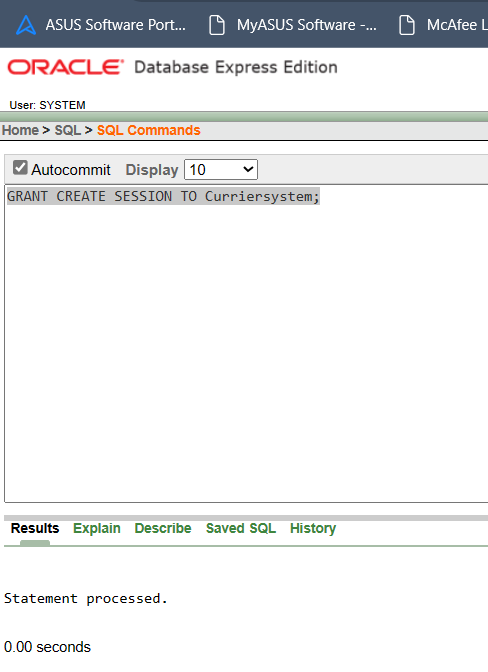 ASUS Software Port... MyASUS Software -... McAfee L
ORACLE Database Express Edition
User: SYSTEM
Home > SQL > SQL Commands
Autocommit Display 10
GRANT CREATE SESSION TO Curriersystem;
Results Explain Describe Saved SQL History
Statement processed.
0.00 seconds